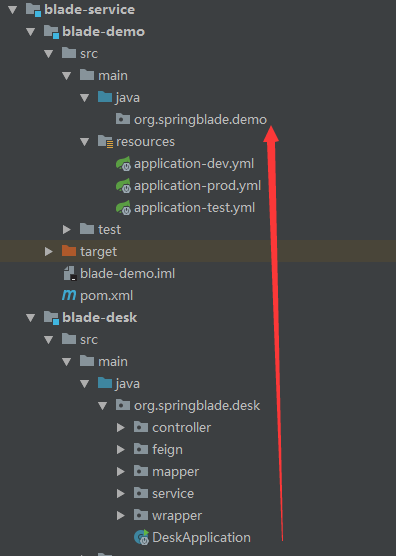 blade-service
blade-demo
src
main
java
org.springblade.demo
resources
application-dev.yml
application-prod.yml
application-test.yml
test
target
blade-demo.iml
pom.xml
blade-desk
src
main
java
org.springblade.desk
controller
feign
mapper
service
wrapper
DeskApplication